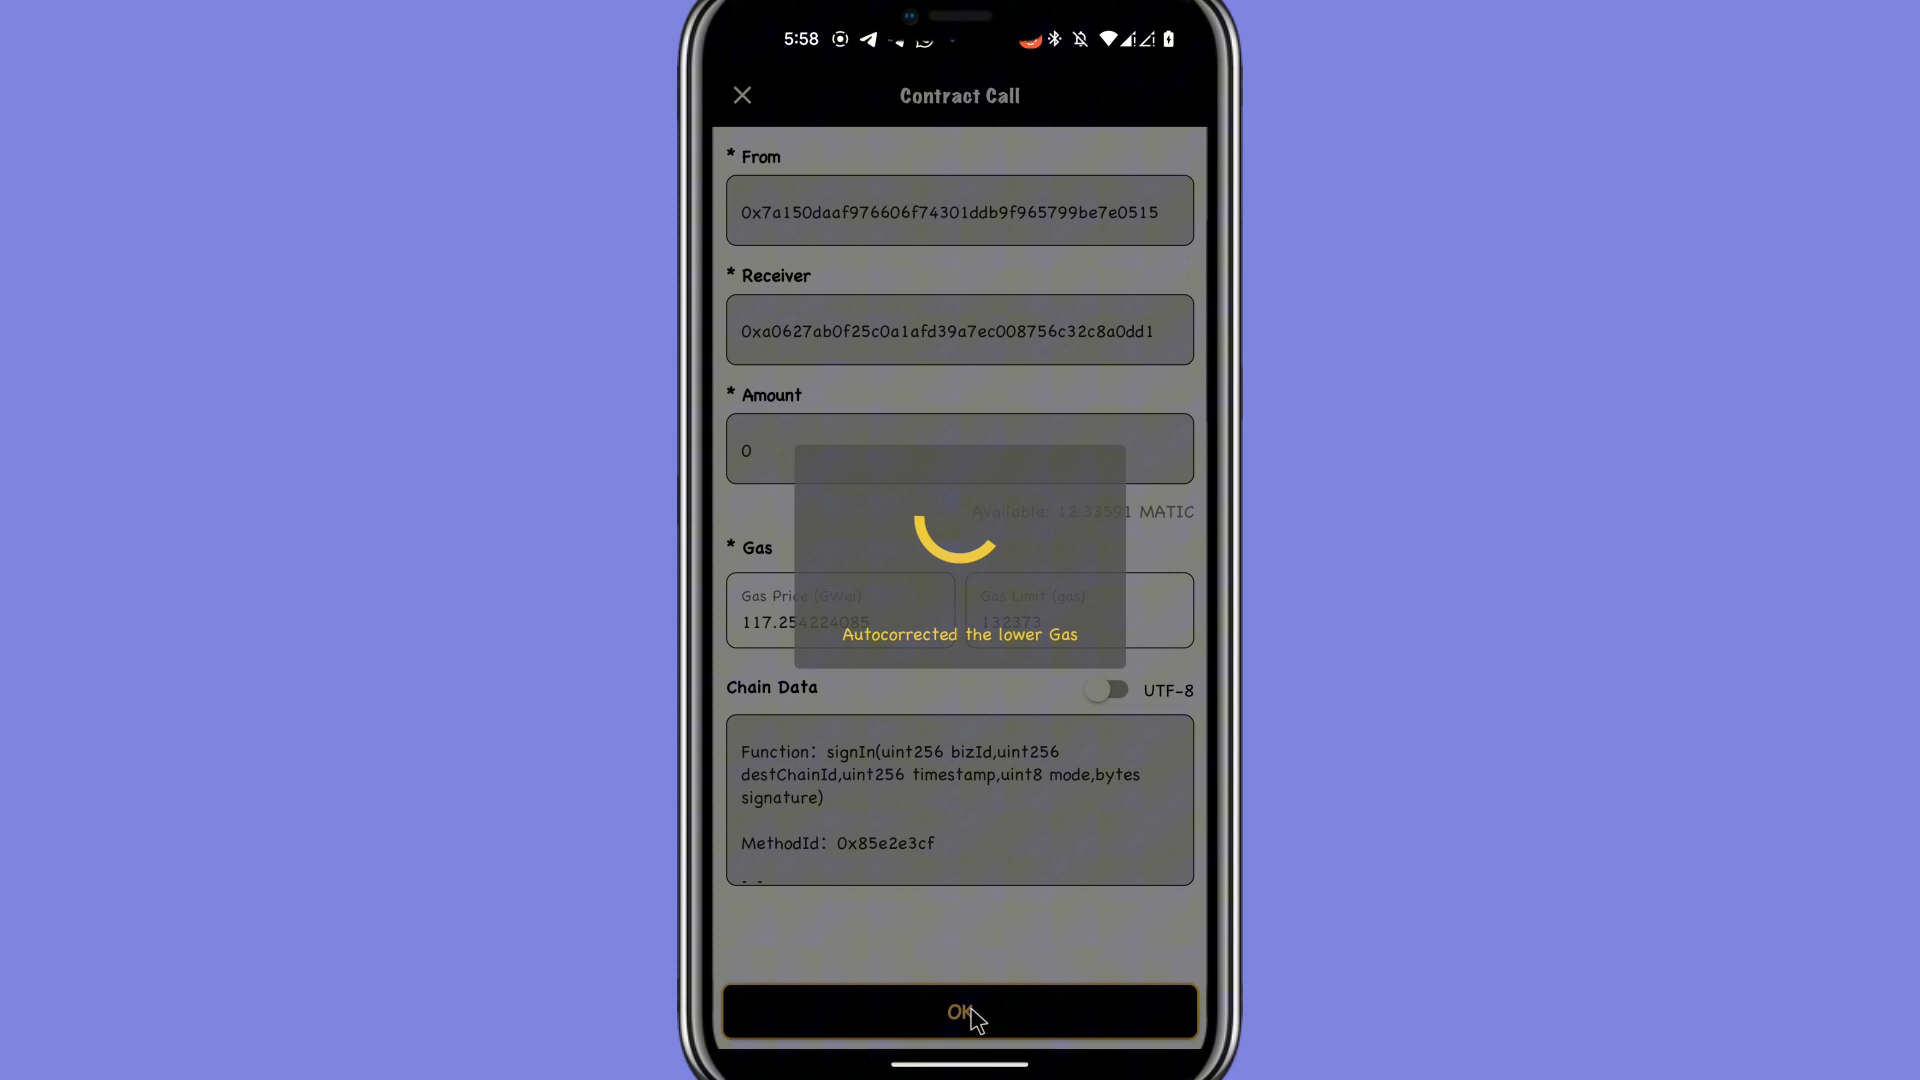 5:58
Contract Call
* From
0x7a150daaf976606f74301ddb9f965799be7e0515
* Receiver
0xa0627ab0f25c0a1afd39a7ec008756c32c8a0dd1
* Amount
0
Available: 12.33591 MATIC
* Gas
Gas Price (GWei)
117.254224085
Gas Limit (gas)
132373
Autocorrected the lower Gas
Chain Data
UTF-8
Function: signIn(uint256 bizId,uint256
destChainId,uint256 timestamp,uint8 mode,bytes
signature)
MethodId: 0x85e2e3cf
OK